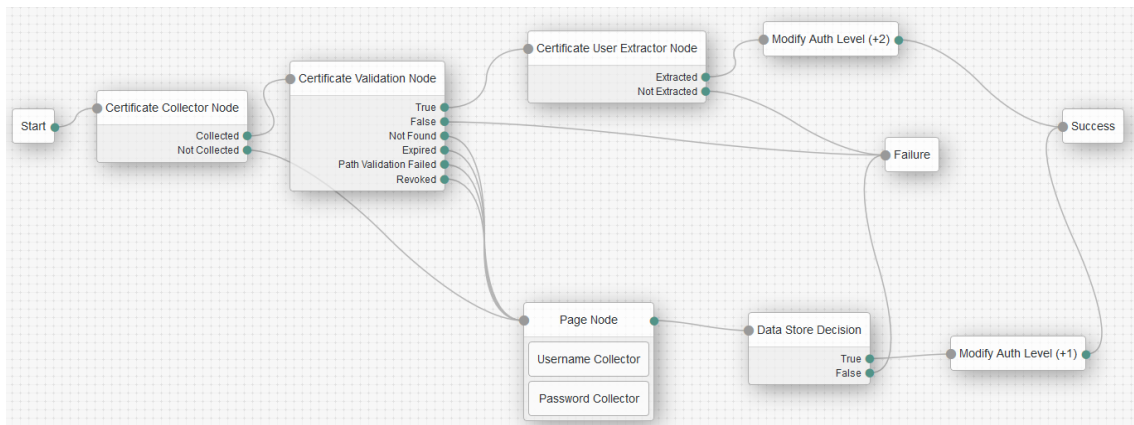 Start
Certificate Collector Node
Collected
Not Collected
Certificate Validation Node
True
False
Not Found
Expired
Path Validation Failed
Revoked
Certificate User Extractor Node
Extracted
Not Extracted
Modify Auth Level (+2)
Success
Failure
Page Node
Username Collector
Password Collector
Data Store Decision
True
False
Modify Auth Level (+1)